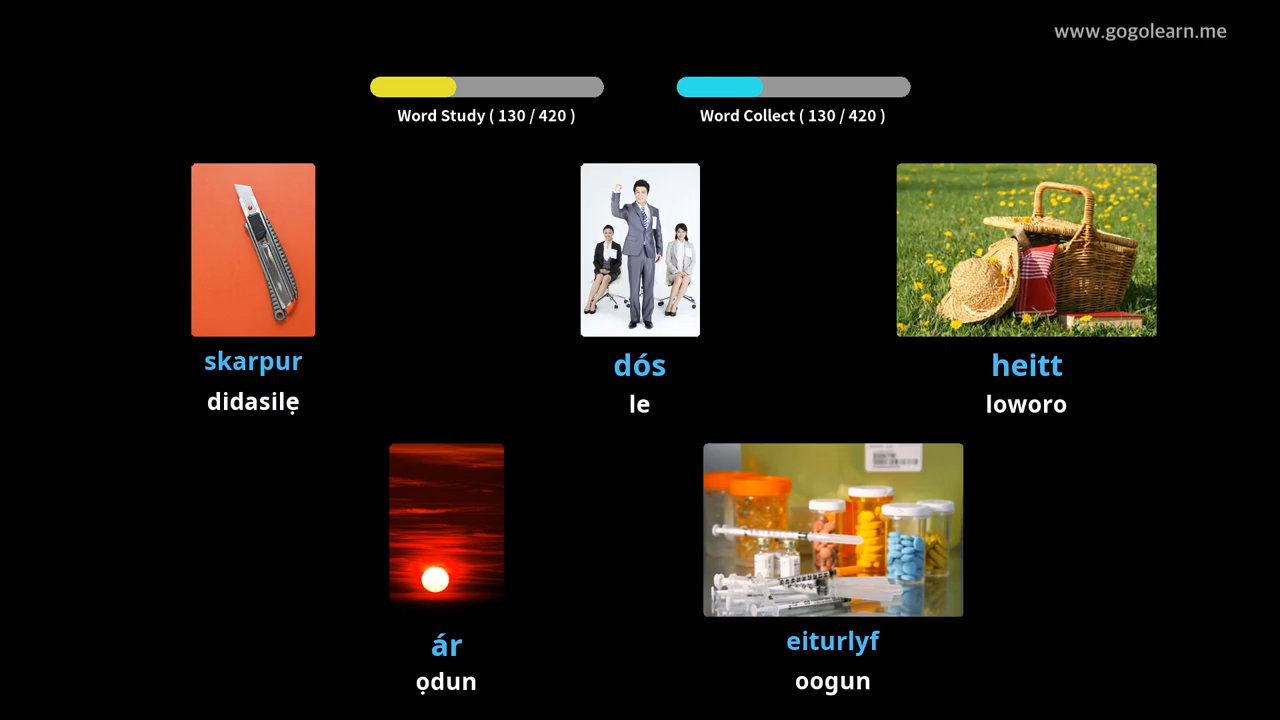 www.gogolearn.me
Word Study ( 130 / 420 )
Word Collect ( 130 / 420 )
skarpur
didasilẹ
dós
le
heitt
loworo
ár
ọdun
eiturlyf
oogun